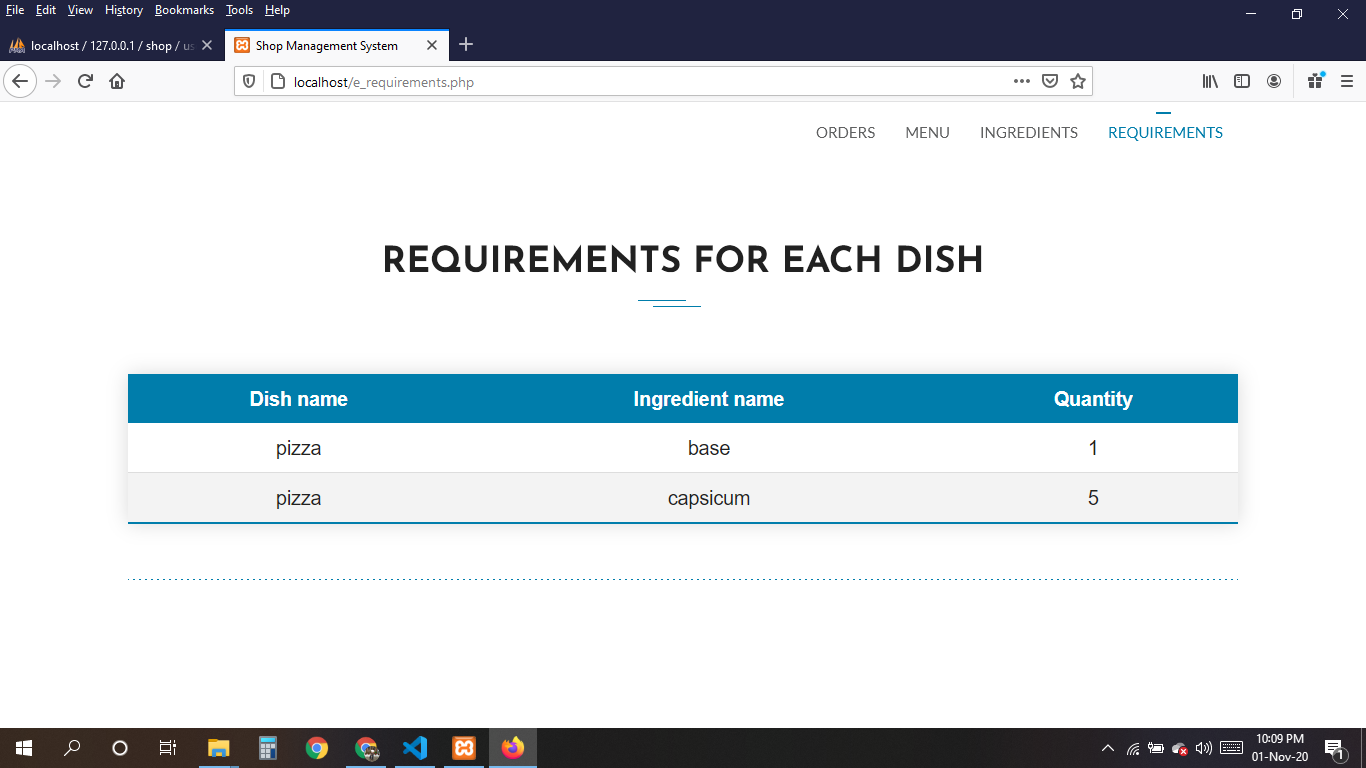 File Edit View History Bookmarks Tools Help
localhost / 127.0.0.1 / shop / us
Shop Management System
localhost/e_requirements.php
ORDERS MENU INGREDIENTS REQUIREMENTS
REQUIREMENTS FOR EACH DISH
Dish name Ingredient name Quantity
pizza base 1
pizza capsicum 5
10:09 PM
01-Nov-20
1